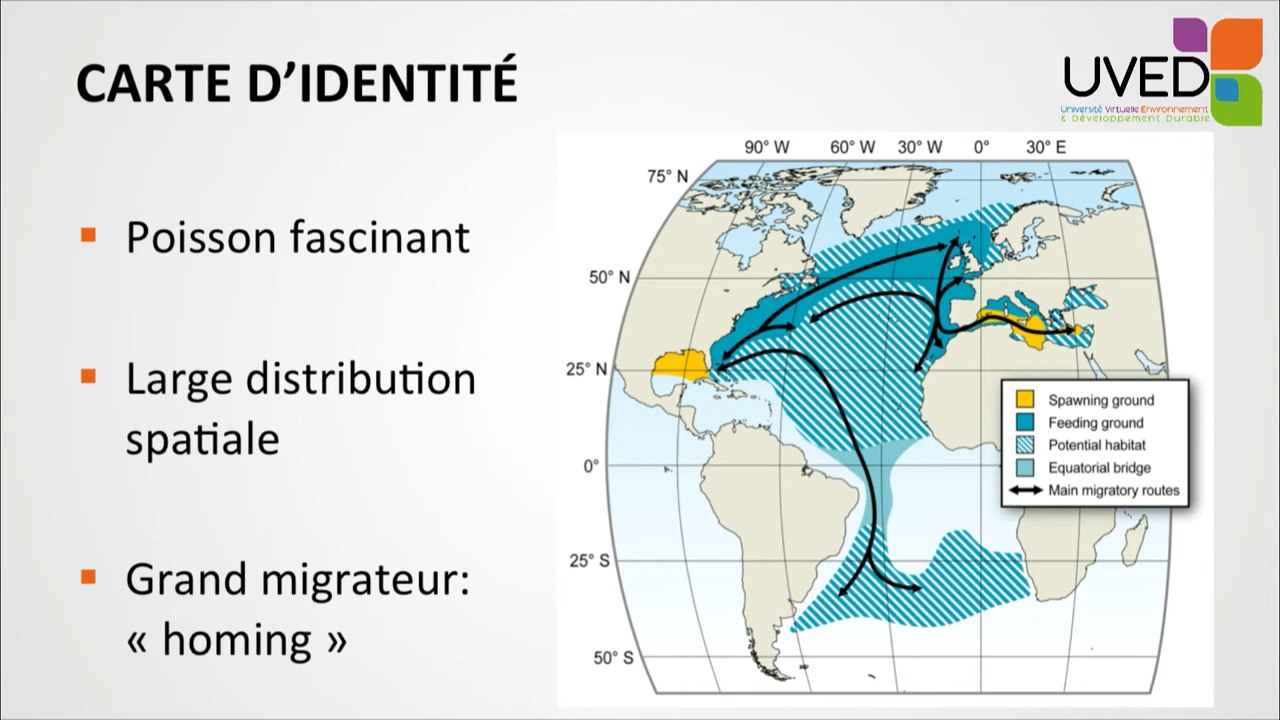 CARTE D’IDENTITÉ
UVED
Université Virtuelle Environnement
& Développement Durable
▪ Poisson fascinant
▪ Large distribution
spatiale
▪ Grand migrateur:
« homing »
90° W 60° W 30° W 0° 30° E
75° N
50° N
25° N
0°
25° S
50° S
Spawning ground
Feeding ground
Potential habitat
Equatorial bridge
Main migratory routes